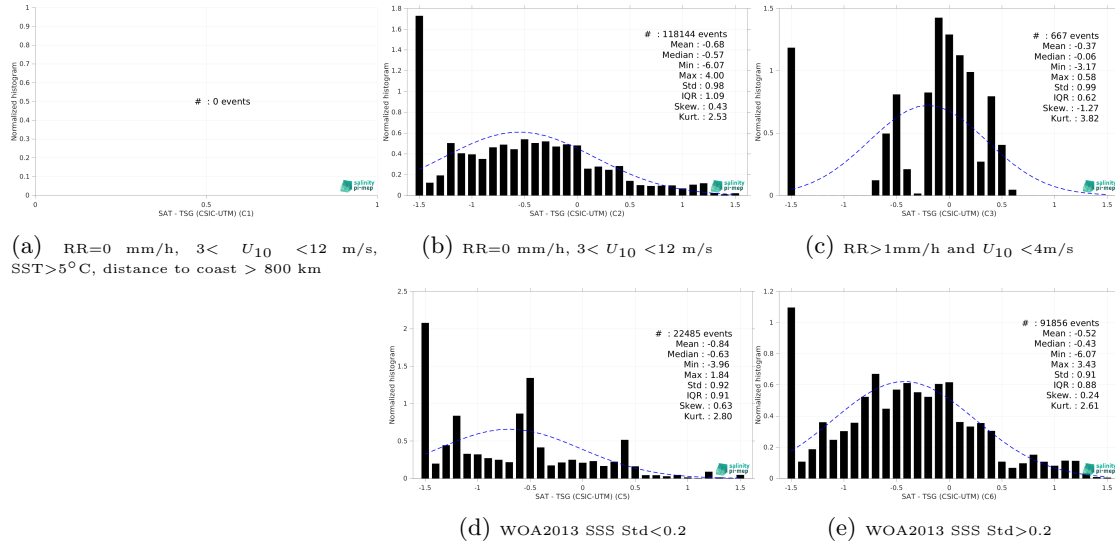 1
0.9
0.8
0.7
0.6
0.5
0.4
0.3
0.2
0.1
0
Normalized histogram
# : 0 events
0 0.5 1
SAT - TSG (CSIC-UTM) (C1)
salinity
pi-mep
(a) RR=0 mm/h, 3< U10 <12 m/s,
SST>5°C, distance to coast > 800 km
1.8
1.6
1.4
1.2
1
0.8
0.6
0.4
0.2
0
Normalized histogram
# : 118144 events
Mean : -0.68
Median : -0.57
Min : -6.07
Max : 4.00
Std : 0.98
IQR : 1.09
Skew. : 0.43
Kurt. : 2.53
-1.5 -1 -0.5 0 0.5 1 1.5
SAT - TSG (CSIC-UTM) (C2)
salinity
pi-mep
(b) RR=0 mm/h, 3< U10 <12 m/s
1.5
1
0.5
0
Normalized histogram
# : 667 events
Mean : -0.37
Median : -0.06
Min : -3.17
Max : 0.58
Std : 0.99
IQR : 0.62
Skew. : -1.27
Kurt. : 3.82
-1.5 -1 -0.5 0 0.5 1 1.5
SAT - TSG (CSIC-UTM) (C3)
salinity
pi-mep
(c) RR>1mm/h and U10 <4m/s
2.5
2
1.5
1
0.5
0
Normalized histogram
# : 22485 events
Mean : -0.84
Median : -0.63
Min : -3.96
Max : 1.84
Std : 0.92
IQR : 0.91
Skew. : 0.63
Kurt. : 2.80
-1.5 -1 -0.5 0 0.5 1 1.5
SAT - TSG (CSIC-UTM) (C5)
salinity
pi-mep
(d) WOA2013 SSS Std<0.2
1.2
1
0.8
0.6
0.4
0.2
0
Normalized histogram
# : 91856 events
Mean : -0.52
Median : -0.43
Min : -6.07
Max : 3.43
Std : 0.91
IQR : 0.88
Skew. : 0.24
Kurt. : 2.61
-1.5 -1 -0.5 0 0.5 1 1.5
SAT - TSG (CSIC-UTM) (C6)
salinity
pi-mep
(e) WOA2013 SSS Std>0.2